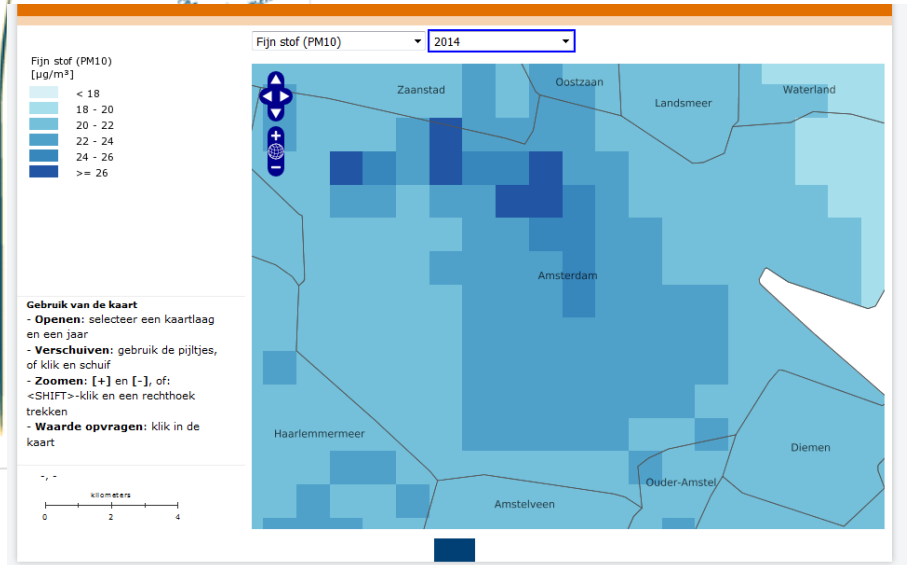 Fijn stof (PM10)
2014
Fijn stof (PM10)
[µg/m³]
< 18
18 - 20
20 - 22
22 - 24
24 - 26
>= 26
Zaanstad
Oostzaan
Landsmeer
Waterland
Amsterdam
Haarlemmermeer
Diemen
Ouder-Amstel
Amstelveen
Gebruik van de kaart
- Openen: selecteer een kaartlaag
en een jaar
- Verschuiven: gebruik de pijltjes,
of klik en schuif
- Zoomen: [+] en [-], of:
<SHIFT>-klik en een rechthoek
trekken
- Waarde opvragen: klik in de
kaart
-, -
kilometers
0 2 4